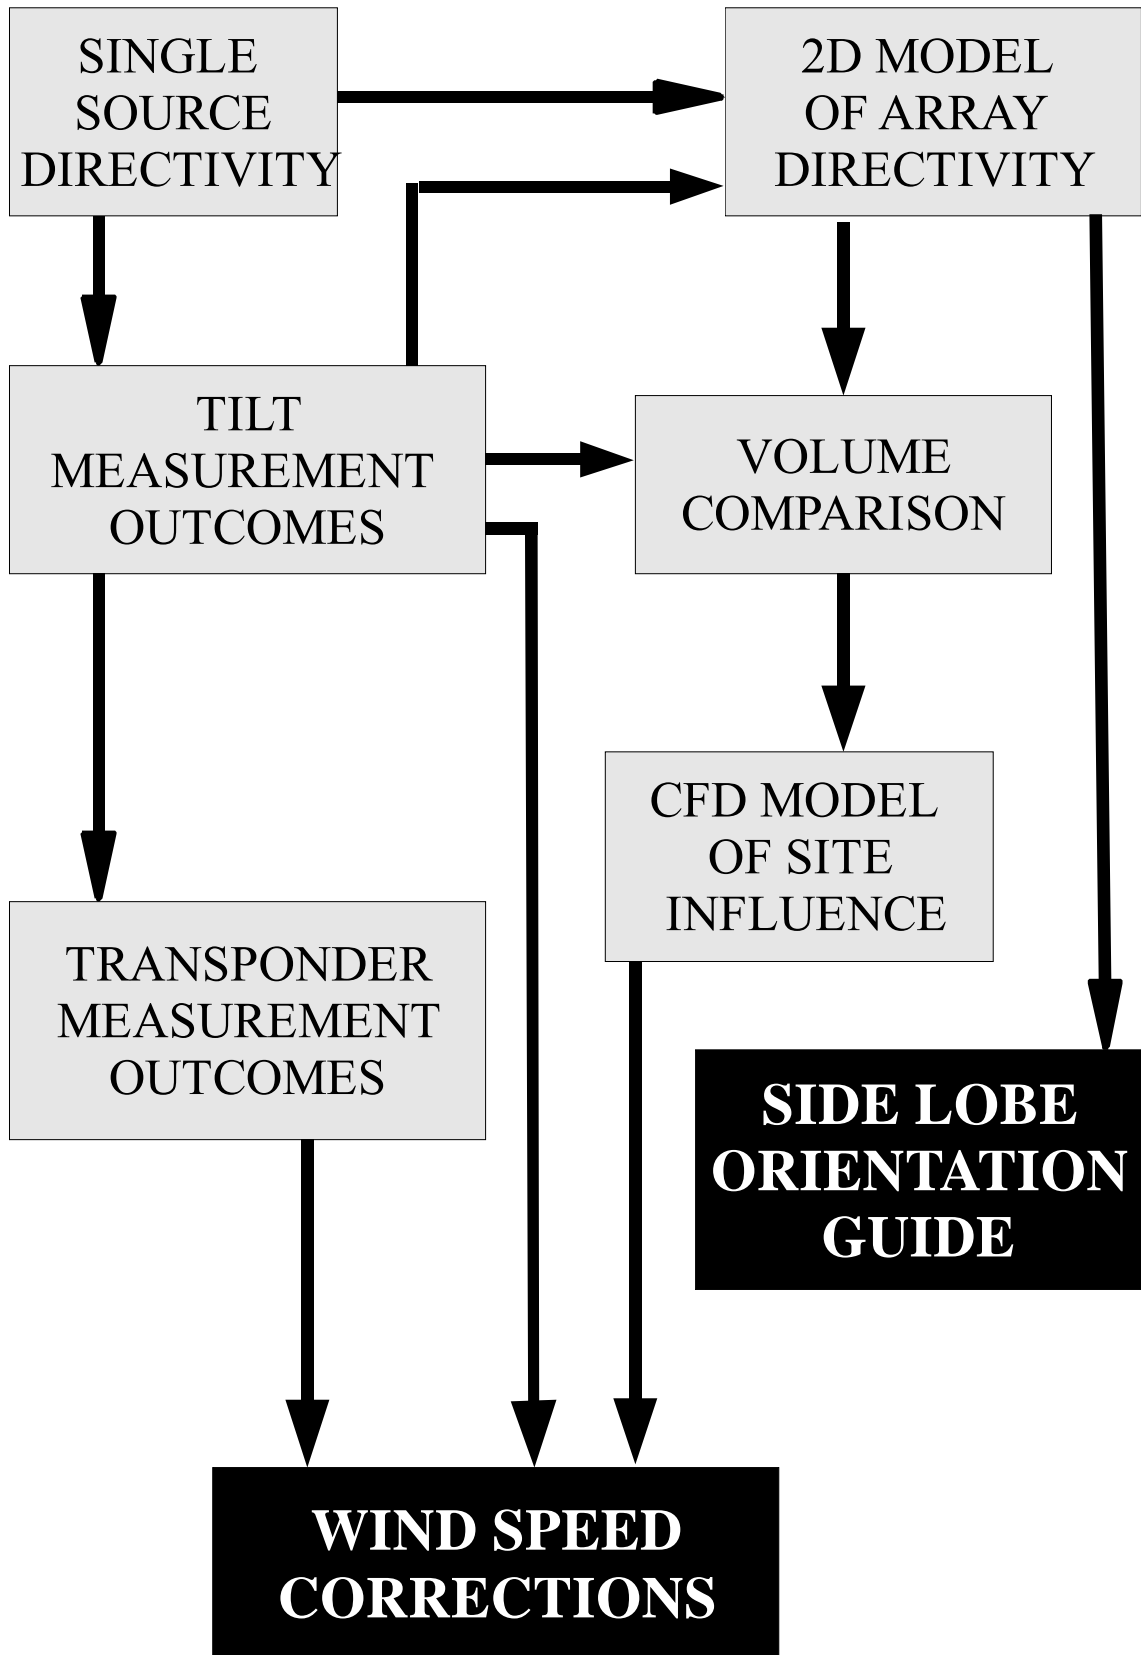 SINGLE
SOURCE
DIRECTIVITY
2D MODEL
OF ARRAY
DIRECTIVITY
TILT
MEASUREMENT
OUTCOMES
VOLUME
COMPARISON
CFD MODEL
OF SITE
INFLUENCE
TRANSPONDER
MEASUREMENT
OUTCOMES
SIDE LOBE
ORIENTATION
GUIDE
WIND SPEED
CORRECTIONS